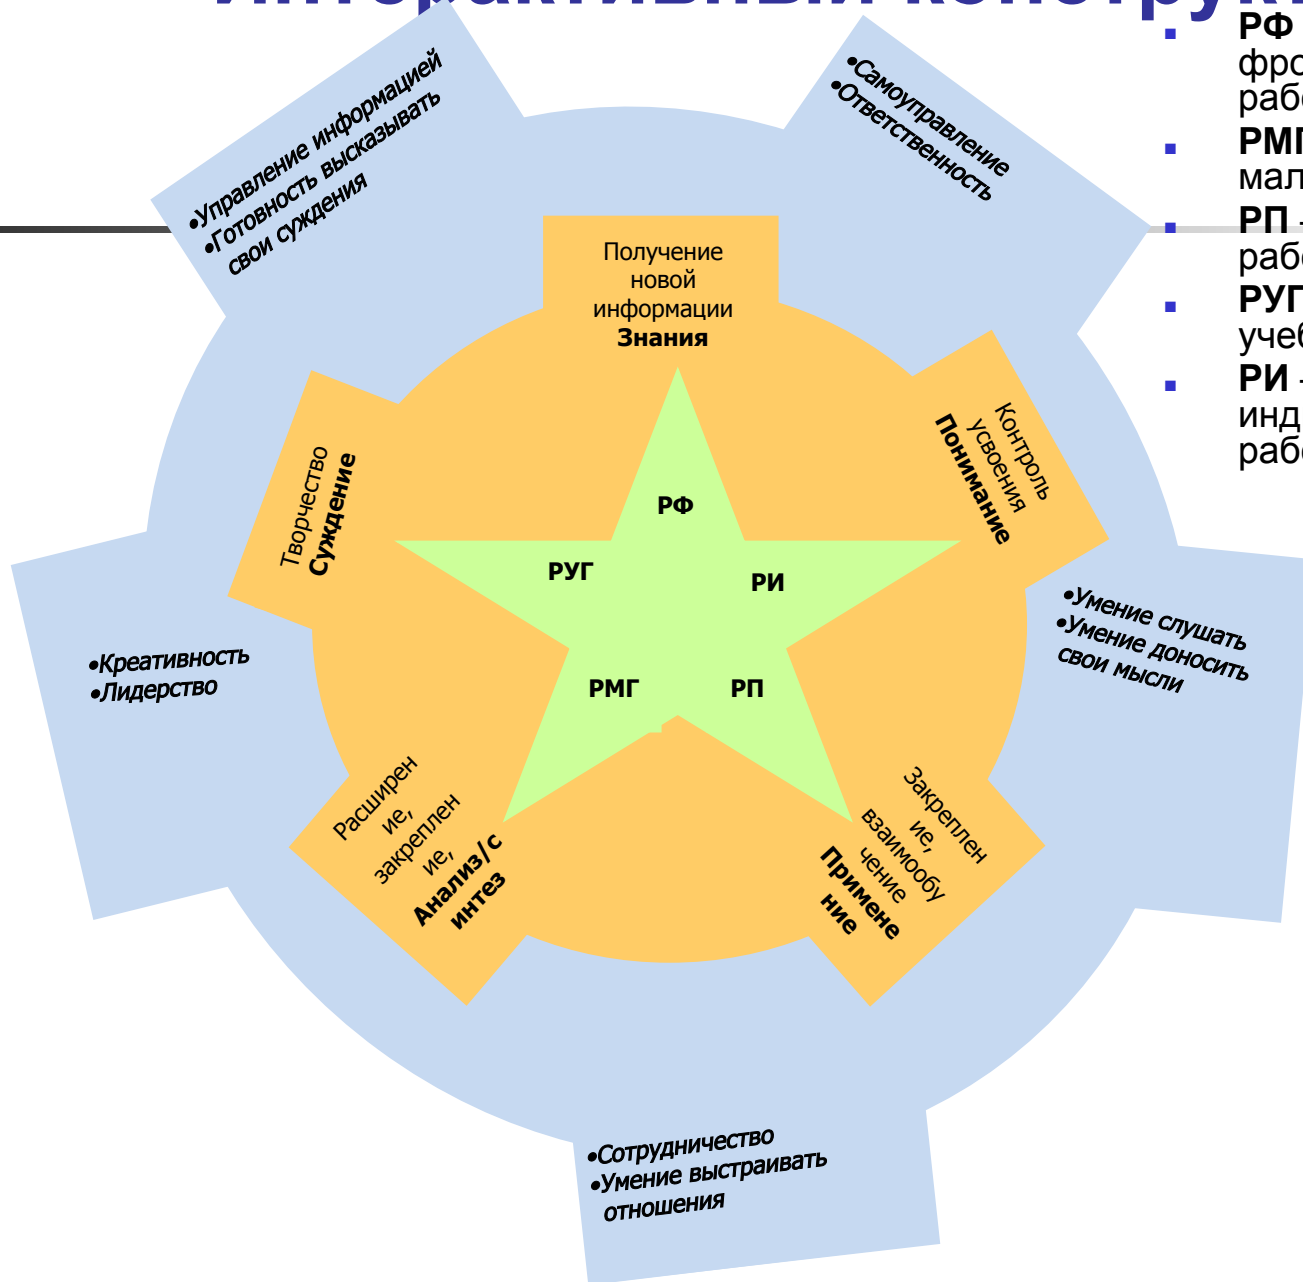 Интерактивный конструкт
РФ
фро
рабо
РМГ
мал
РП -
рабо
РУГ
учеб
РИ -
инд
рабо
•Управление информацией
•Готовность высказывать
свои суждения
•Самоуправление
•Ответственность
Получение
новой
информации
Знания
Контроль
усвоения
Понимание
Творчество
Суждение
РФ
РУГ
РИ
РМГ
РП
•Умение слушать
•Умение доносить
свои мысли
•Креативность
•Лидерство
Расширен
ие,
закреплен
ие,
Анализ/с
интез
Закреплен
ие,
взаимообу
чение
Примене
ние
•Сотрудничество
•Умение выстраивать
отношения